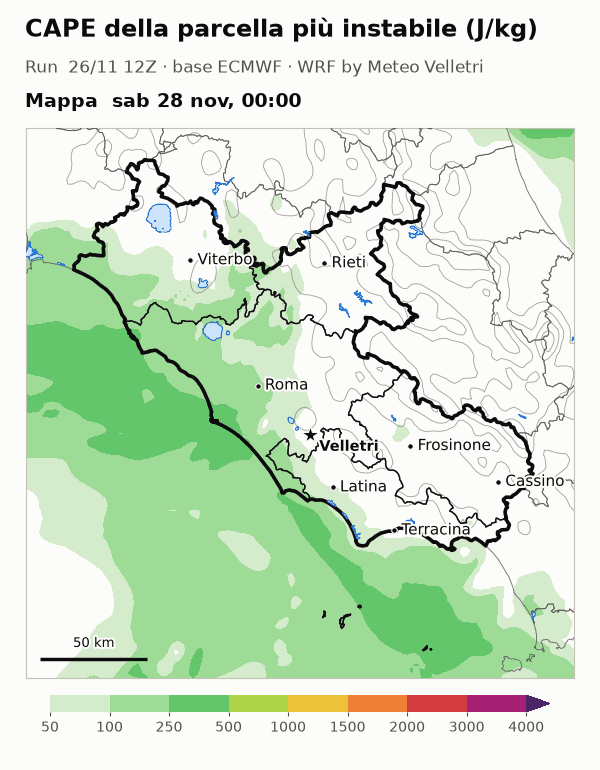 CAPE della parcella più instabile (J/kg)
Run  26/11 12Z · base ECMWF · WRF by Meteo Velletri
Mappa  sab 28 nov, 00:00
Viterbo
Rieti
Roma
Velletri
Frosinone
Cassino
Latina
Terracina
50 km
50 100 250 500 1000 1500 2000 3000 4000